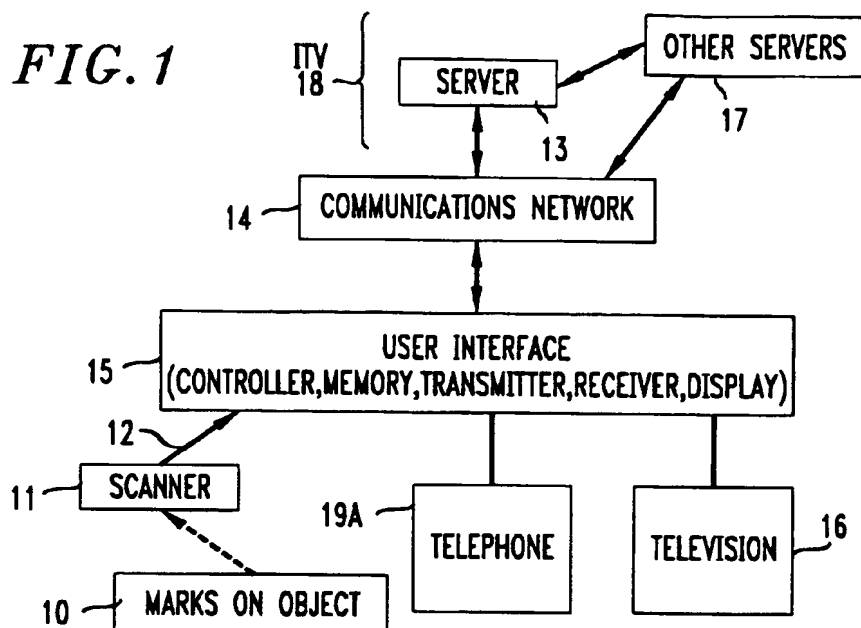 FIG. 1
ITV
18
SERVER
13
OTHER SERVERS
17
14
COMMUNICATIONS NETWORK
15
USER INTERFACE
(CONTROLLER,MEMORY,TRANSMITTER,RECEIVER,DISPLAY)
12
11
SCANNER
19A
TELEPHONE
TELEVISION
16
10
MARKS ON OBJECT